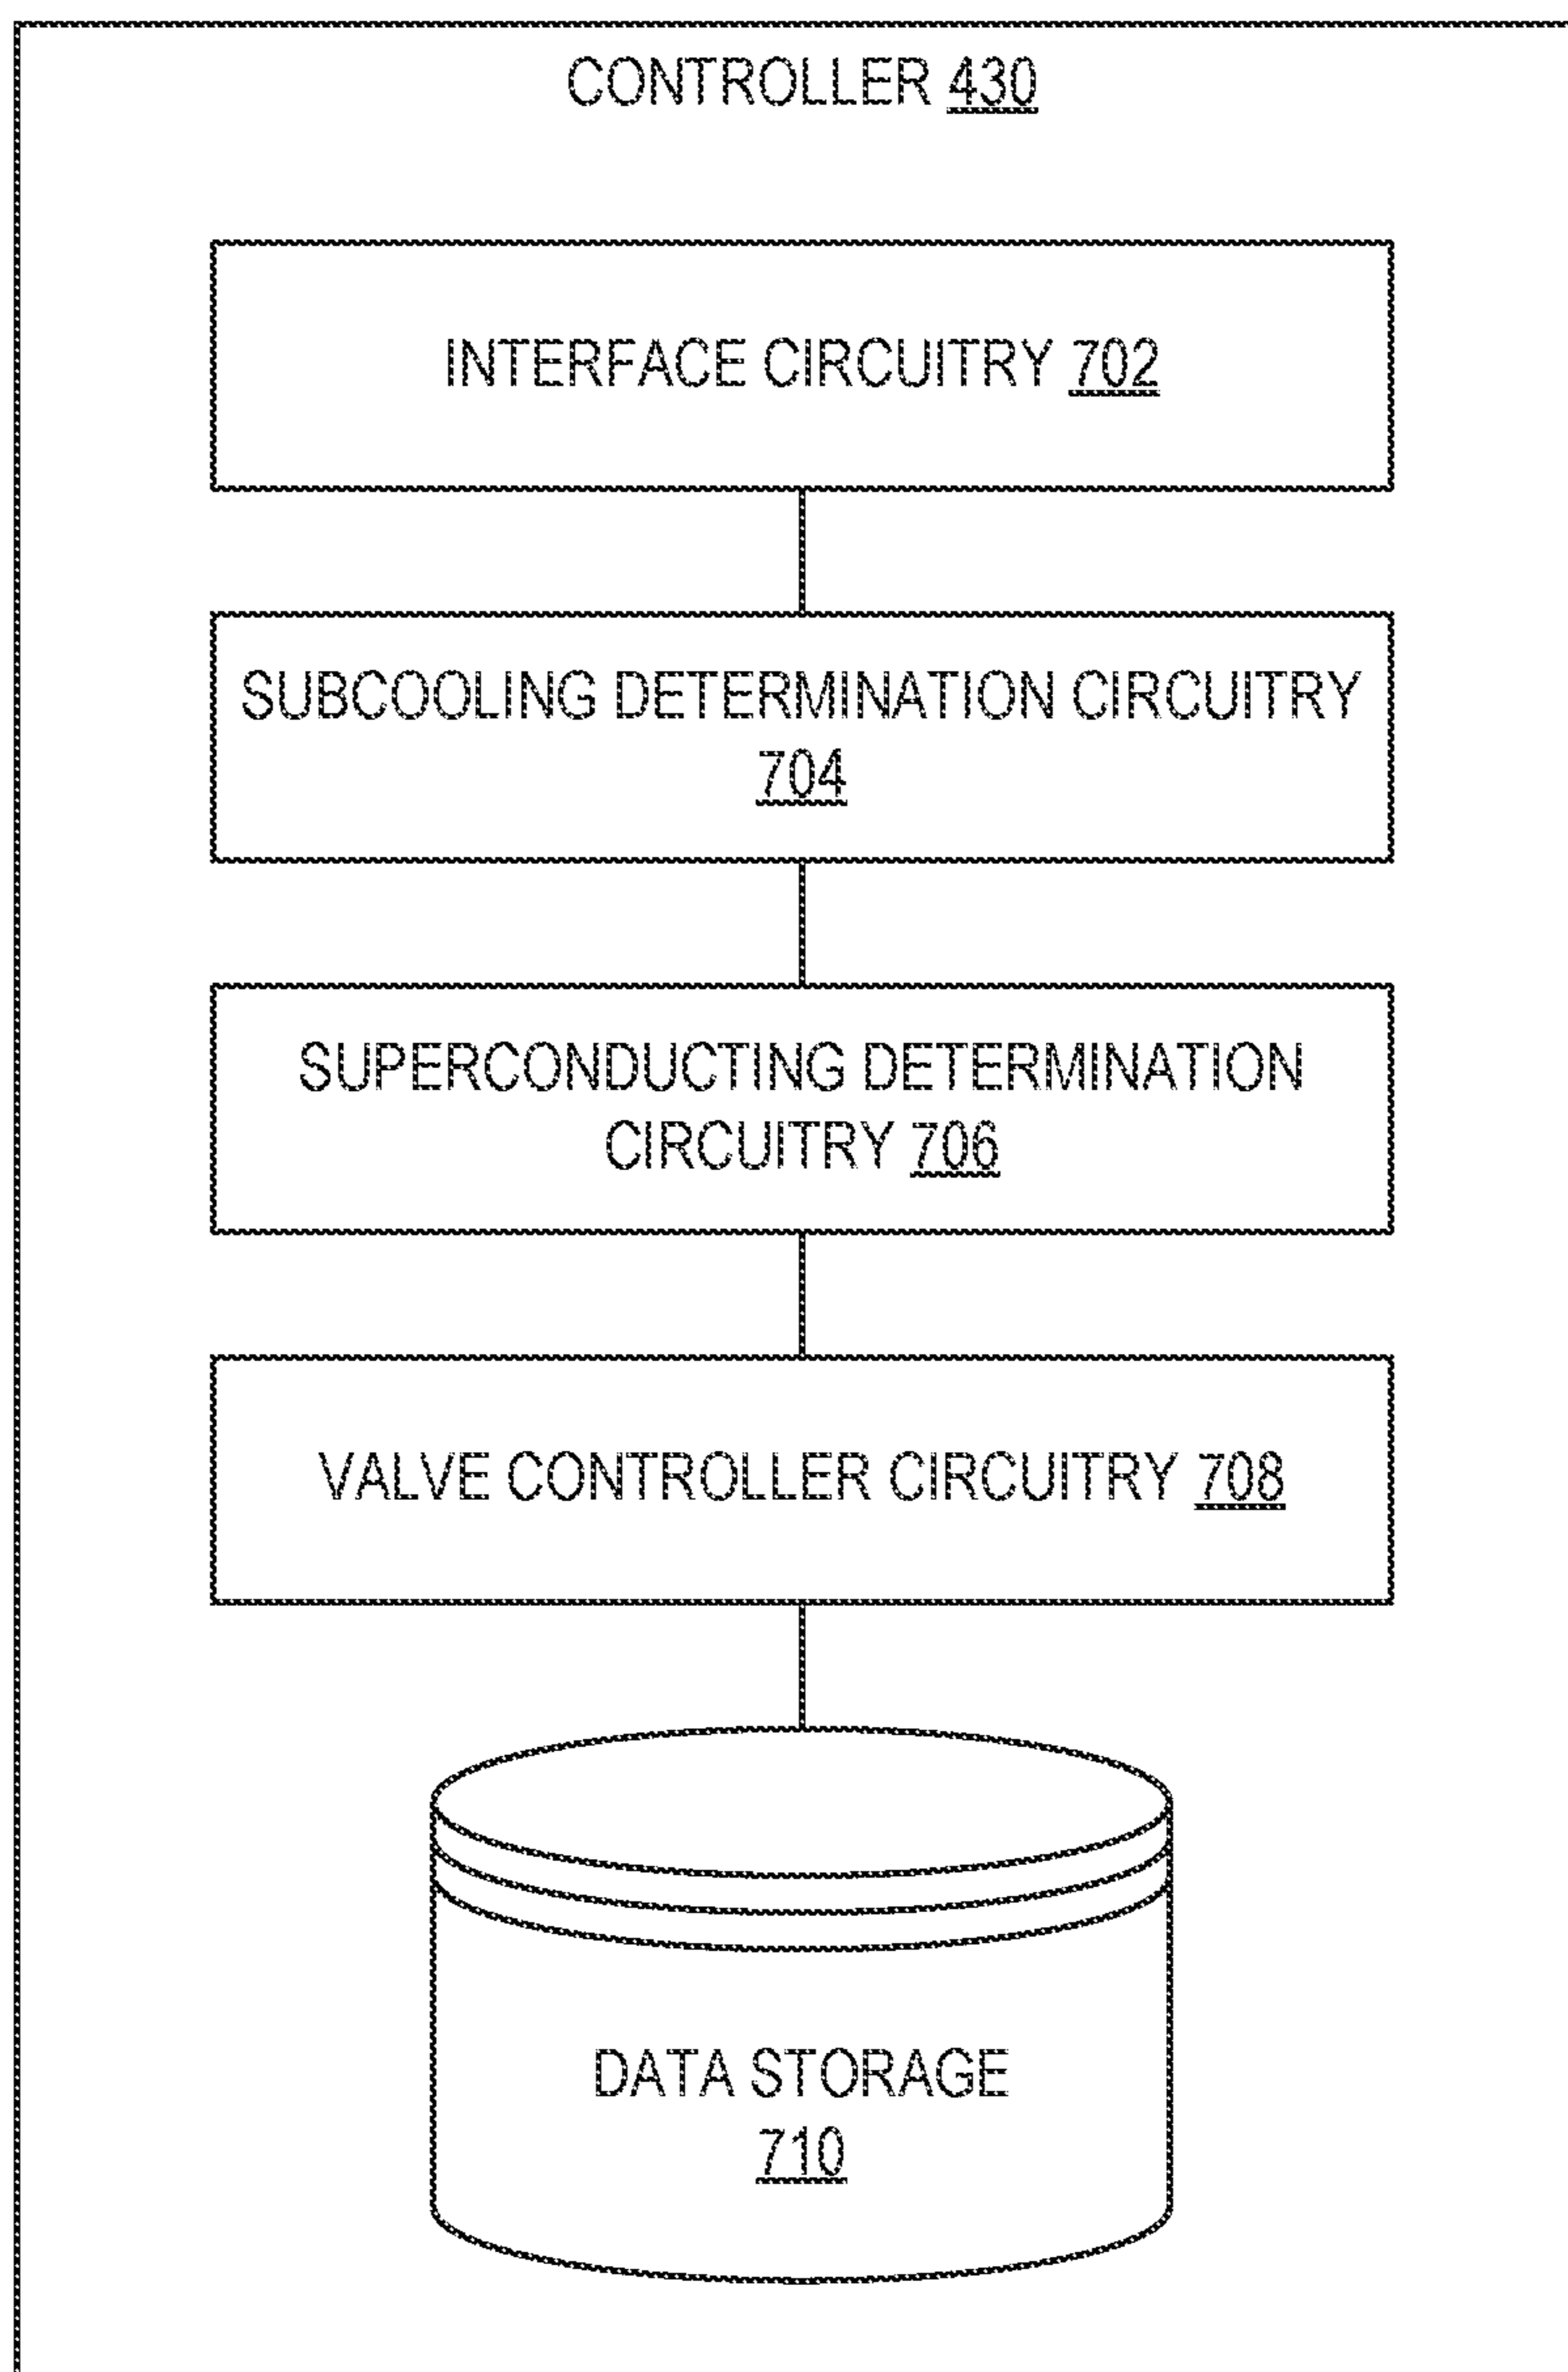 CONTROLLER 430
INTERFACE CIRCUITRY 702
SUBCOOLING DETERMINATION CIRCUITRY
704
SUPERCONDUCTING DETERMINATION
CIRCUITRY 706
VALVE CONTROLLER CIRCUITRY 708
DATA STORAGE
710